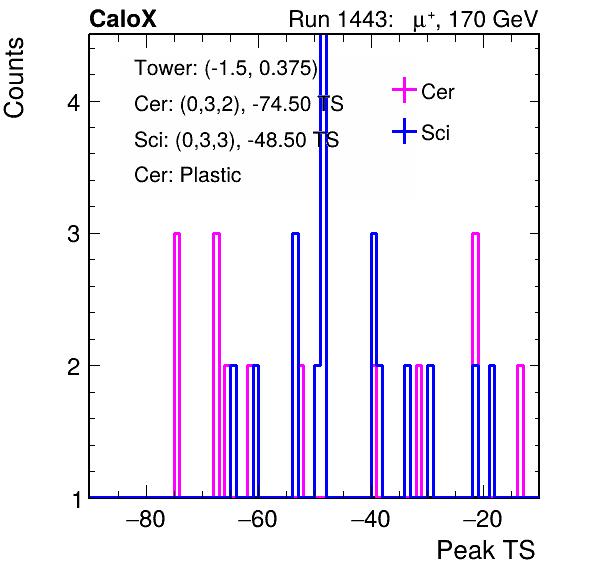 CaloX Run 1443: μ⁺, 170 GeV
Counts
Tower: (-1.5, 0.375)
Cer: (0,3,2), -74.50 TS
Sci: (0,3,3), -48.50 TS
Cer: Plastic
Cer
Sci
4
3
2
1
−80 −60 −40 −20
Peak TS